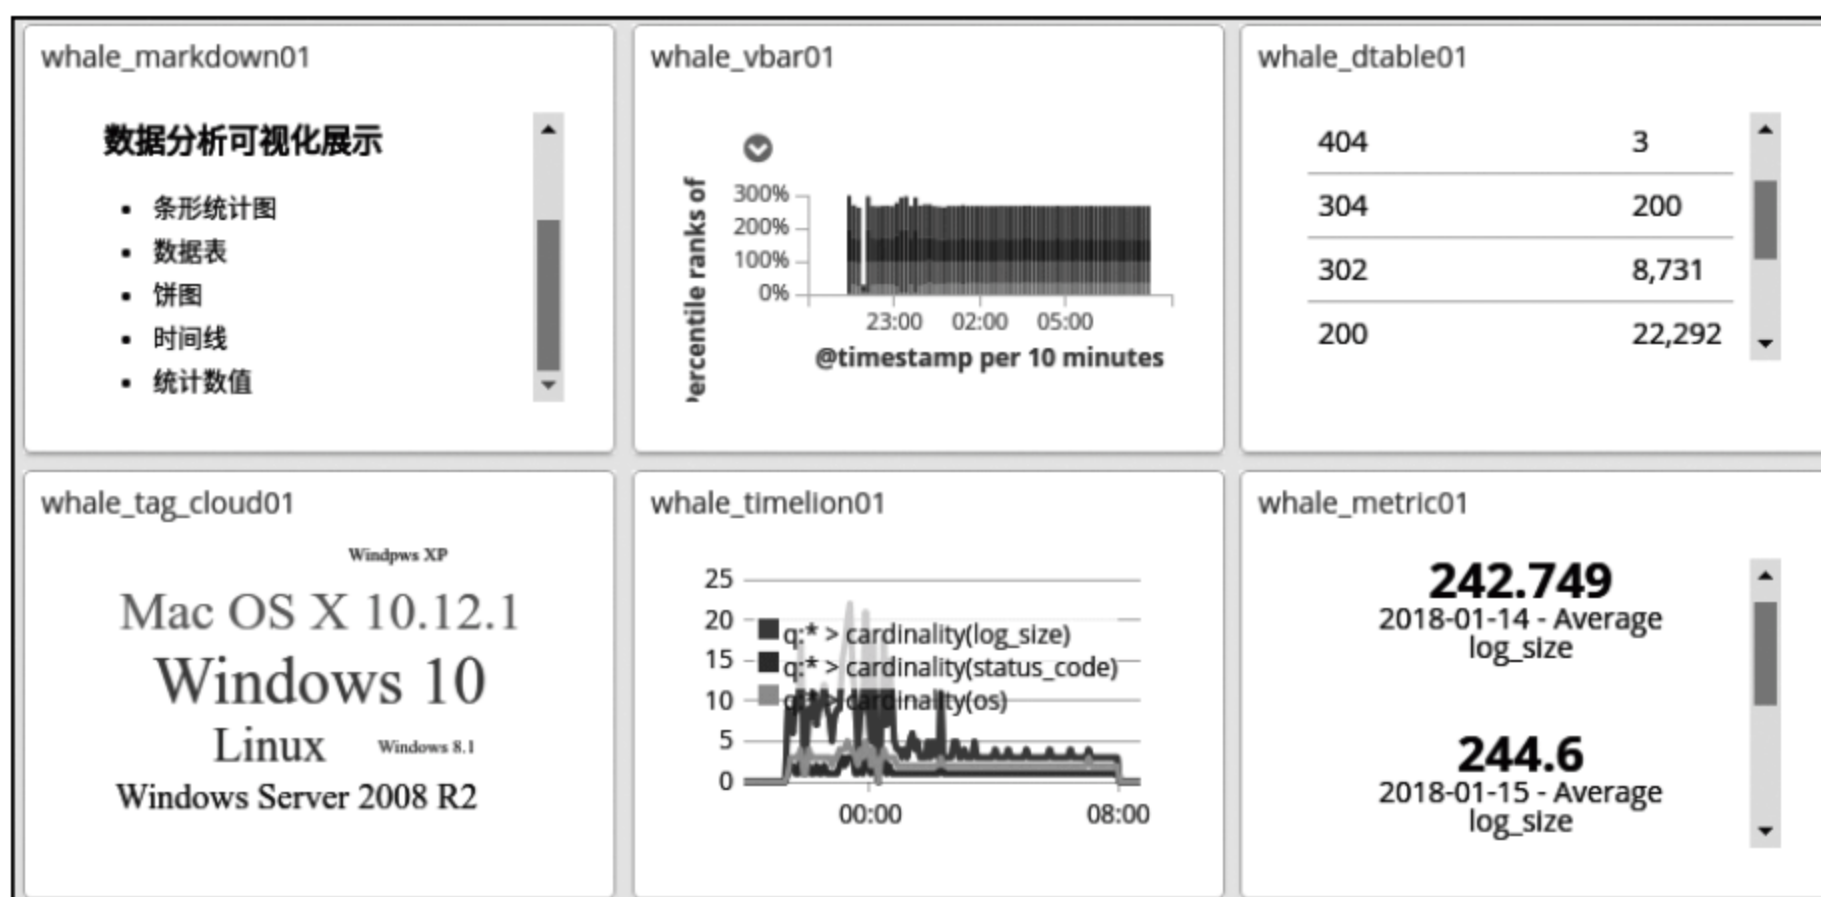 whale_markdown01
数据分析可视化展示
条形统计图
数据表
饼图
时间线
统计数值
whale_vbar01
Percentile ranks of
300%
200%
100%
0%
23:00 02:00 05:00
@timestamp per 10 minutes
whale_dtable01
404 3
304 200
302 8,731
200 22,292
whale_tag_cloud01
Windpws XP
Mac OS X 10.12.1
Windows 10
Linux Windows 8.1
Windows Server 2008 R2
whale_timelion01
25
20
q:* > cardinality(log_size)
15
q:* > cardinality(status_code)
10
q:* > cardinality(os)
5
0
00:00 08:00
whale_metric01
242.749
2018-01-14 - Average
log_size
244.6
2018-01-15 - Average
log_size